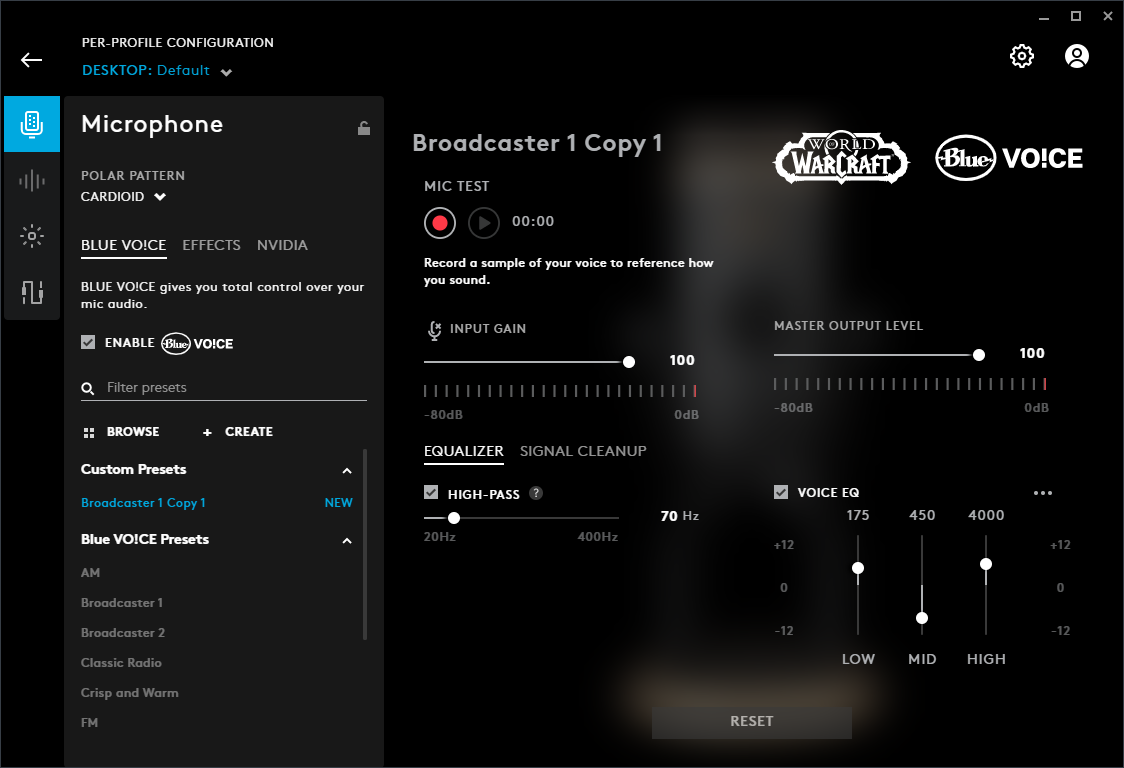 PER-PROFILE CONFIGURATION
DESKTOP: Default
Microphone
POLAR PATTERN
CARDIOID
BLUE VO!CE EFFECTS NVIDIA
BLUE VO!CE gives you total control over your
mic audio.
ENABLE Blue VO!CE
Filter presets
BROWSE + CREATE
Custom Presets
Broadcaster 1 Copy 1 NEW
Blue VO!CE Presets
AM
Broadcaster 1
Broadcaster 2
Classic Radio
Crisp and Warm
FM
Broadcaster 1 Copy 1
WORLD
OF
WARCRAFT
Blue VO!CE
MIC TEST
00:00
Record a sample of your voice to reference how
you sound.
INPUT GAIN
100
-80dB 0dB
MASTER OUTPUT LEVEL
100
-80dB 0dB
EQUALIZER SIGNAL CLEANUP
HIGH-PASS ?
70 Hz
20Hz 400Hz
VOICE EQ
175 450 4000
+12 +12
0 0
-12 -12
LOW MID HIGH
RESET